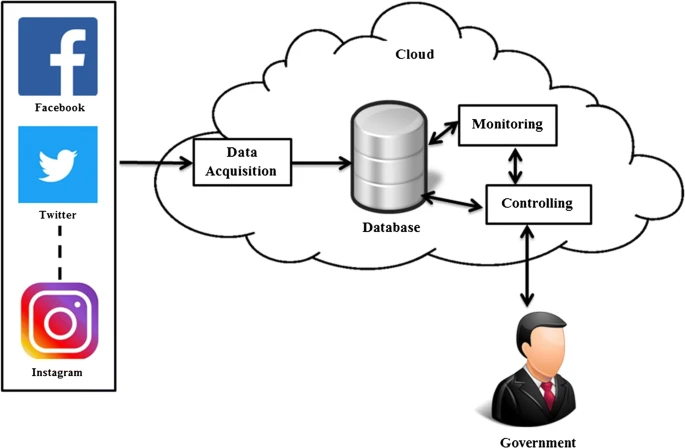 Facebook
Twitter
Instagram
Cloud
Data
Acquisition
Database
Monitoring
Controlling
Government